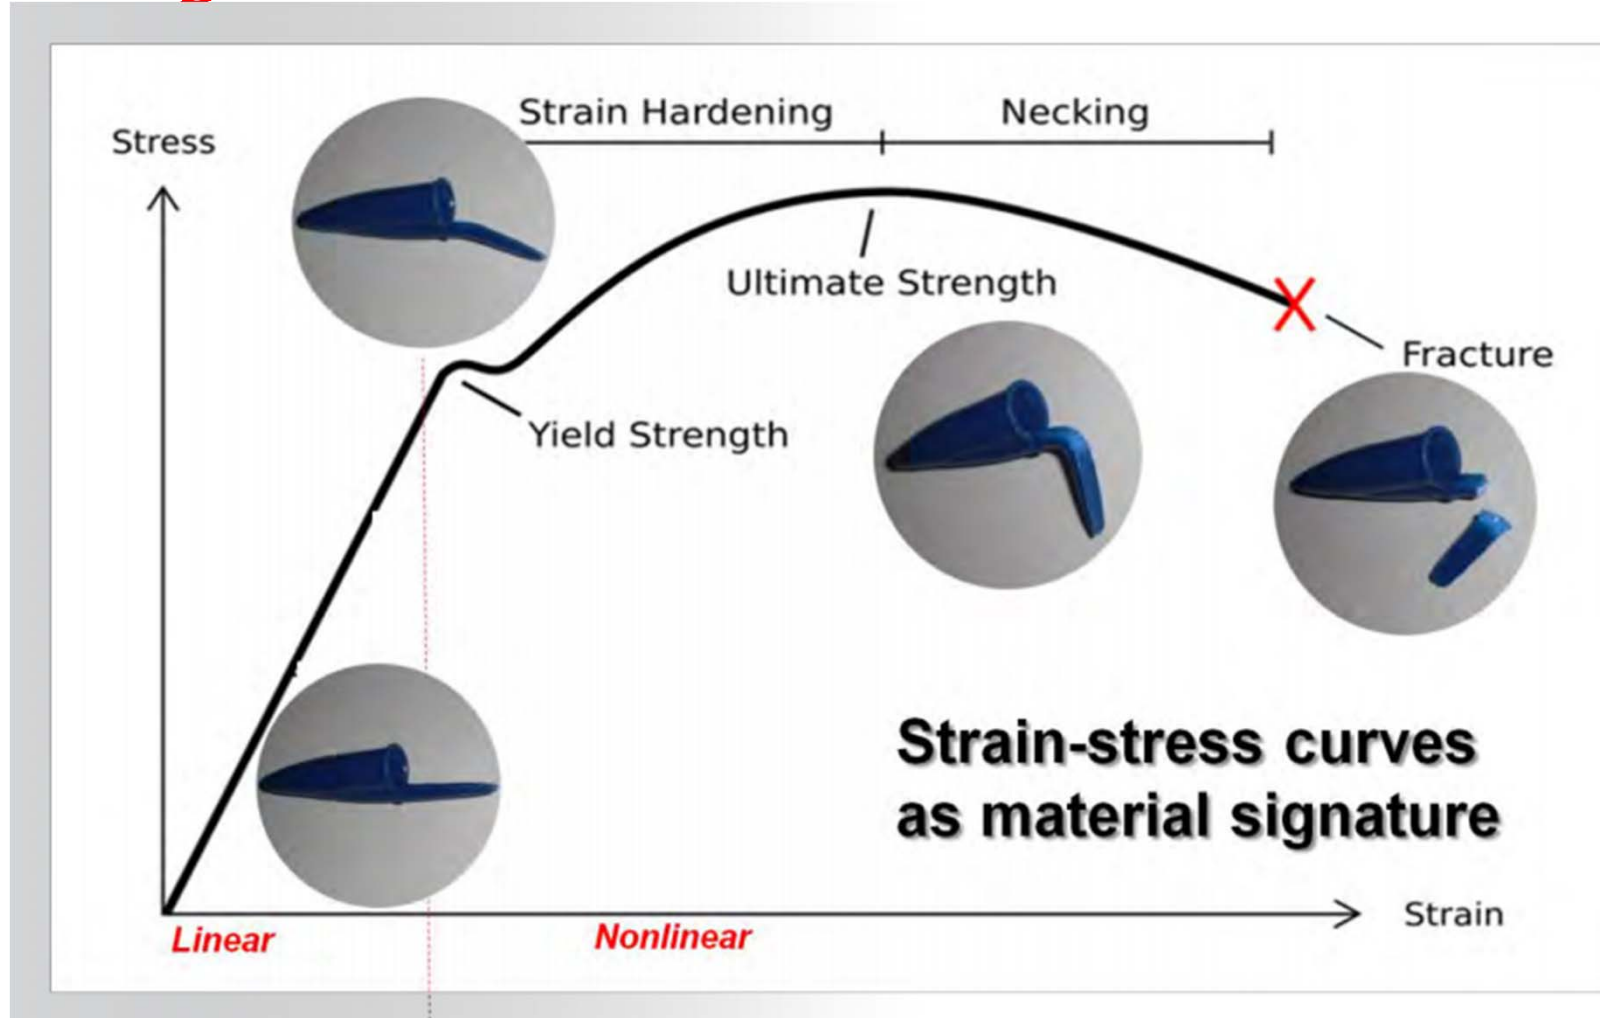 Strain Hardening
Necking
Stress
Ultimate Strength
Fracture
Yield Strength
Strain-stress curves
as material signature
Strain
Linear
Nonlinear